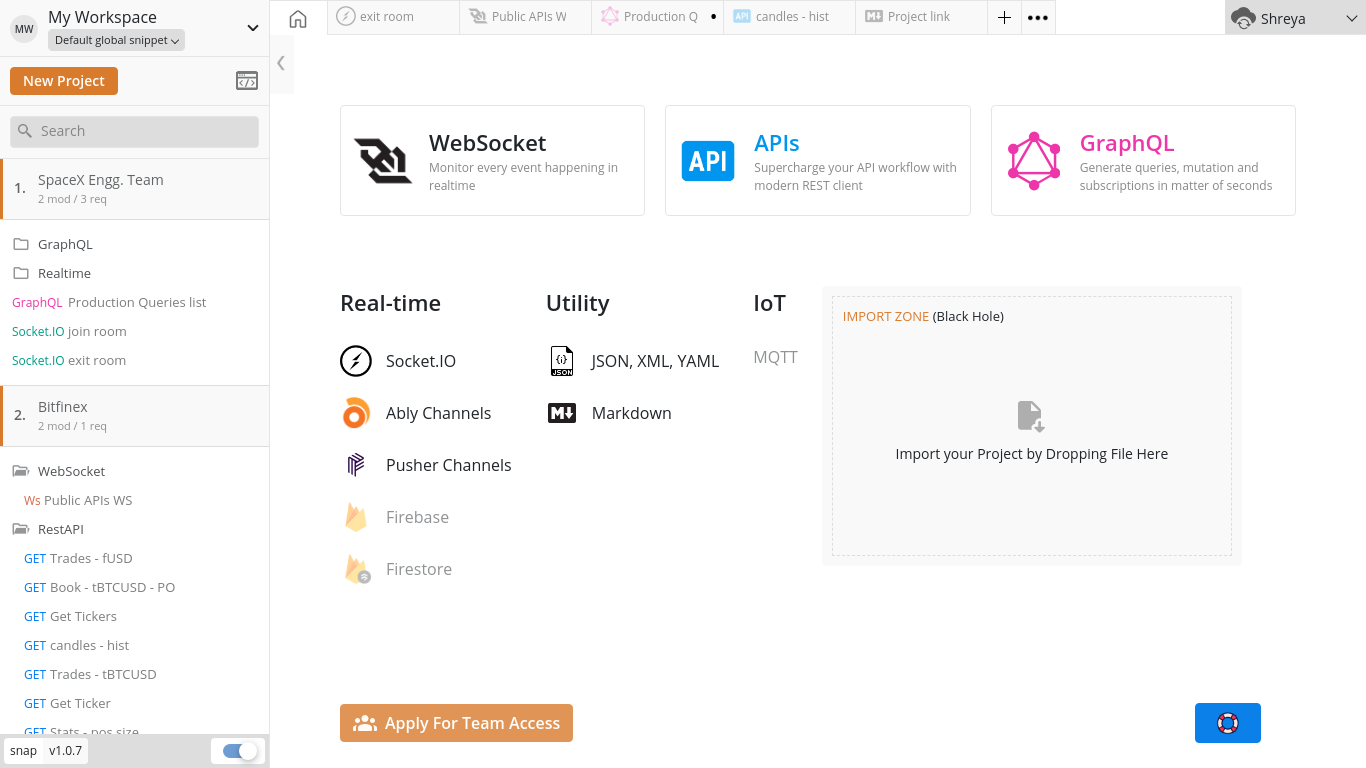 MW
My Workspace
Default global snippet
New Project
Search
1.
SpaceX Engg. Team
2 mod / 3 req
GraphQL
Realtime
GraphQL Production Queries list
Socket.IO join room
Socket.IO exit room
2.
Bitfinex
2 mod / 1 req
WebSocket
Ws Public APIs WS
RestAPI
GET Trades - fUSD
GET Book - tBTCUSD - PO
GET Get Tickers
GET candles - hist
GET Trades - tBTCUSD
GET Get Ticker
GET Stats - pos.size
snap v1.0.7
exit room
Public APIs W
Production Q
API candles - hist
Project link
Shreya
WebSocket
Monitor every event happening in
realtime
API
APIs
Supercharge your API workflow with
modern REST client
GraphQL
Generate queries, mutation and
subscriptions in matter of seconds
Real-time
Socket.IO
Ably Channels
Pusher Channels
Firebase
Firestore
Utility
JSON
JSON, XML, YAML
Markdown
IoT
MQTT
IMPORT ZONE (Black Hole)
Import your Project by Dropping File Here
Apply For Team Access